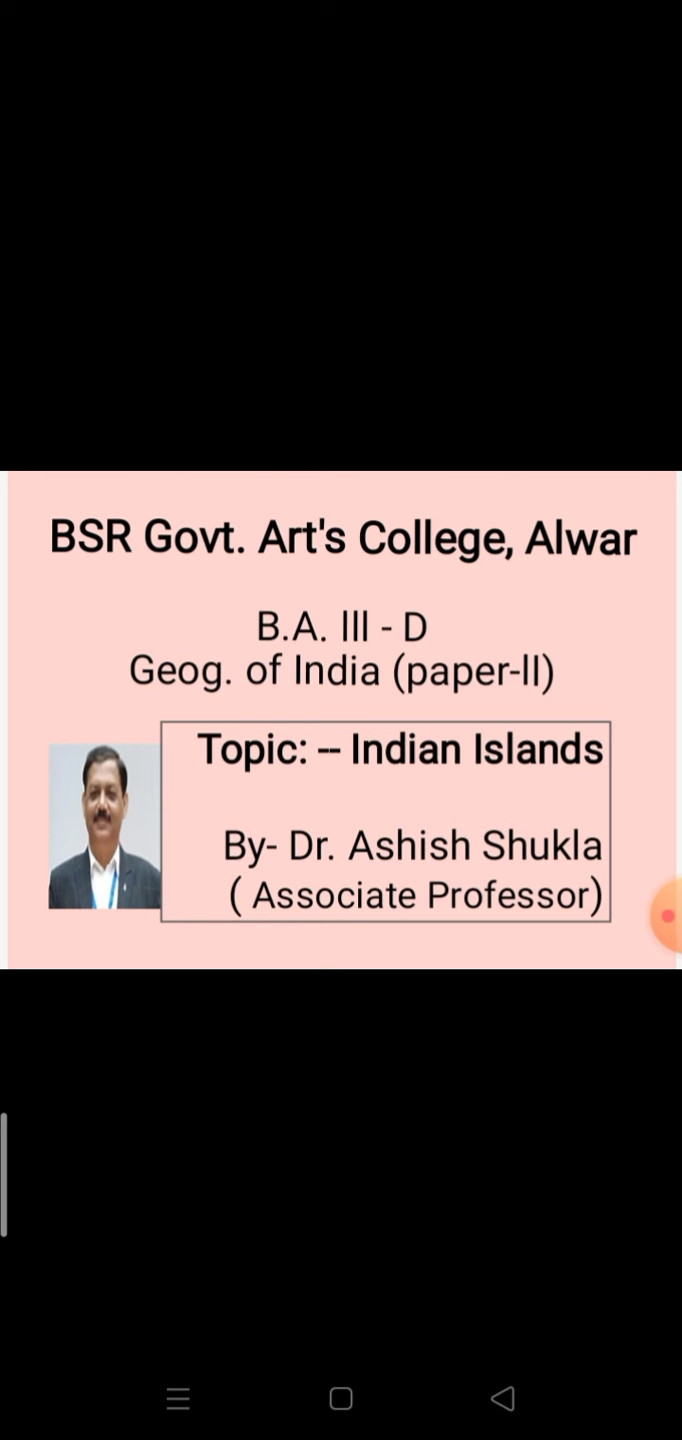 BSR Govt. Art's College, Alwar
B.A. III - D
Geog. of India (paper-II)
Topic: -- Indian Islands
By- Dr. Ashish Shukla
( Associate Professor)